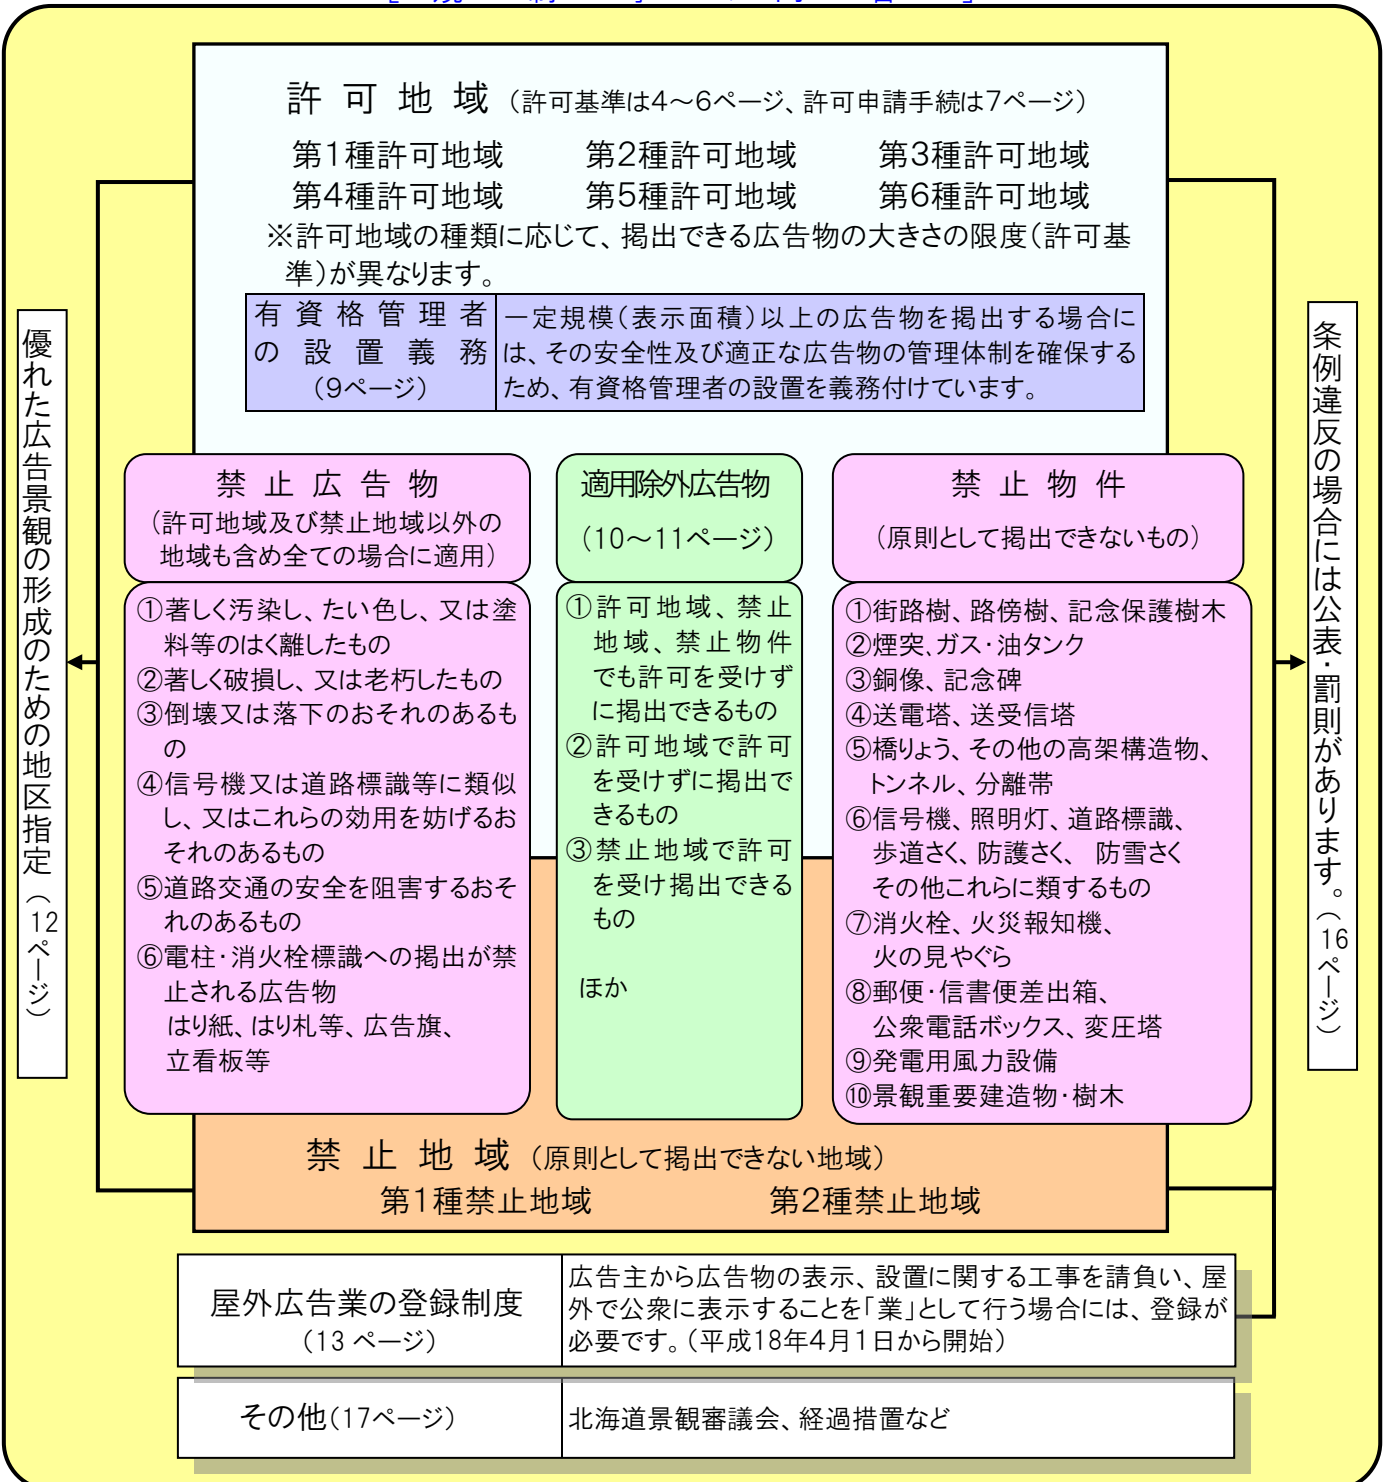 許可地域（許可基準は4～6ページ、許可申請手続は7ページ）
第1種許可地域　第2種許可地域　第3種許可地域
第4種許可地域　第5種許可地域　第6種許可地域
※許可地域の種類に応じて、掲出できる広告物の大きさの限度（許可基
準）が異なります。
有資格管理者
の設置義務
（9ページ）
一定規模（表示面積）以上の広告物を掲出する場合に
は、その安全性及び適正な広告物の管理体制を確保する
ため、有資格管理者の設置を義務付けています。
優れた広告景観の形成のための地区指定（12ページ）
条例違反の場合には公表・罰則があります。（16ページ）
禁止広告物
（許可地域及び禁止地域以外の
地域も含め全ての場合に適用）
①著しく汚染し、たい色し、又は塗
料等のはく離したもの
②著しく破損し、又は老朽したもの
③倒壊又は落下のおそれのあるも
の
④信号機又は道路標識等に類似
し、又はこれらの効用を妨げるお
それのあるもの
⑤道路交通の安全を阻害するおそ
れのあるもの
⑥電柱・消火栓標識への掲出が禁
止される広告物
はり紙、はり札等、広告旗、
立看板等
適用除外広告物
（10～11ページ）
①許可地域、禁止
地域、禁止物件
でも許可を受けず
に掲出できるもの
②許可地域で許可
を受けずに掲出で
きるもの
③禁止地域で許可
を受け掲出できる
もの
ほか
禁止物件
（原則として掲出できないもの）
①街路樹、路傍樹、記念保護樹木
②煙突、ガス・油タンク
③銅像、記念碑
④送電塔、送受信塔
⑤橋りょう、その他の高架構造物、
トンネル、分離帯
⑥信号機、照明灯、道路標識、
歩道さく、防護さく、　防雪さく
その他これらに類するもの
⑦消火栓、火災報知機、
火の見やぐら
⑧郵便・信書便差出箱、
公衆電話ボックス、変圧塔
⑨発電用風力設備
⑩景観重要建造物・樹木
禁止地域（原則として掲出できない地域）
第1種禁止地域　第2種禁止地域
屋外広告業の登録制度
（13 ページ）
広告主から広告物の表示、設置に関する工事を請負い、屋
外で公衆に表示することを「業」として行う場合には、登録が
必要です。（平成18年4月1日から開始）
その他（17ページ）
北海道景観審議会、経過措置など